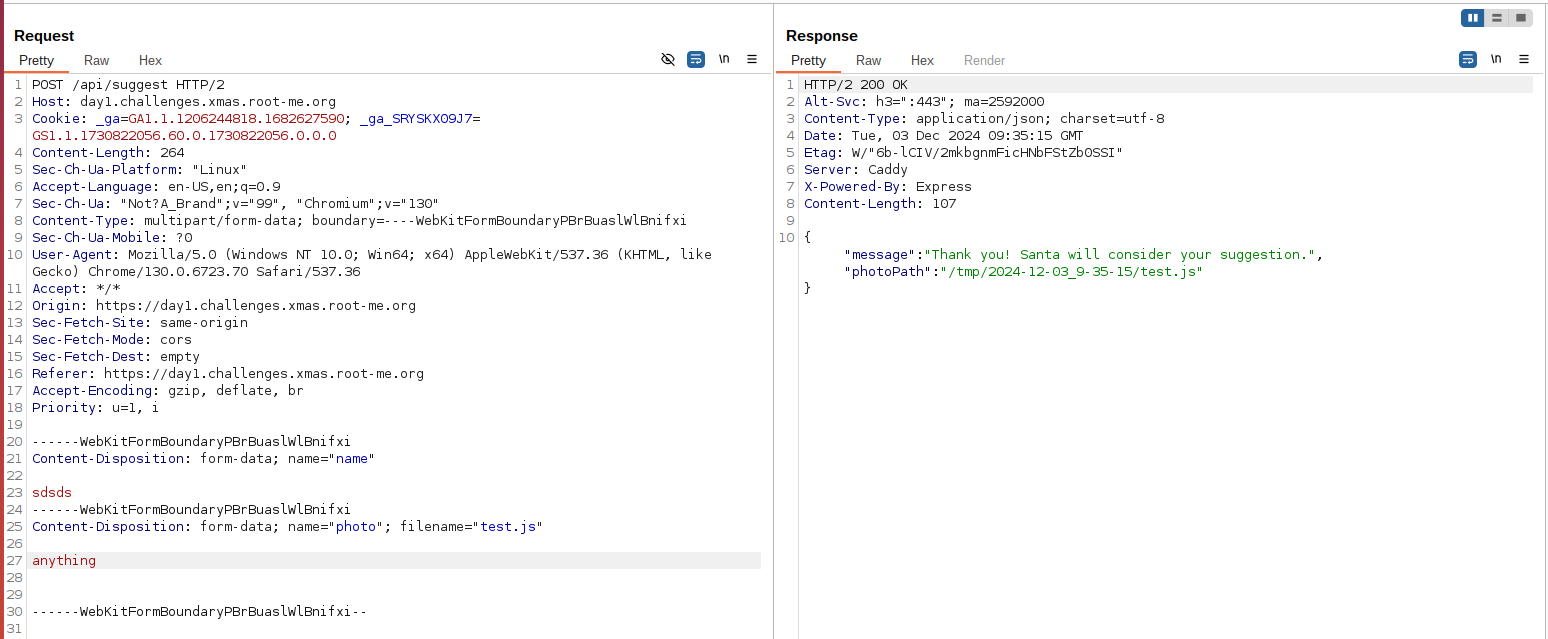 Request
Pretty Raw Hex \n
1 POST /api/suggest HTTP/2
2 Host: day1.challenges.xmas.root-me.org
3 Cookie: _ga=GA1.1.1206244818.1682627590; _ga_SRYSKX09J7=
GS1.1.1730822056.60.0.1730822056.0.0.0
4 Content-Length: 264
5 Sec-Ch-Ua-Platform: "Linux"
6 Accept-Language: en-US,en;q=0.9
7 Sec-Ch-Ua: "Not?A_Brand";v="99", "Chromium";v="130"
8 Content-Type: multipart/form-data; boundary=----WebKitFormBoundaryPBrBuaslWlBnifxi
9 Sec-Ch-Ua-Mobile: ?0
10 User-Agent: Mozilla/5.0 (Windows NT 10.0; Win64; x64) AppleWebKit/537.36 (KHTML, like
Gecko) Chrome/130.0.6723.70 Safari/537.36
11 Accept: */*
12 Origin: https://day1.challenges.xmas.root-me.org
13 Sec-Fetch-Site: same-origin
14 Sec-Fetch-Mode: cors
15 Sec-Fetch-Dest: empty
16 Referer: https://day1.challenges.xmas.root-me.org
17 Accept-Encoding: gzip, deflate, br
18 Priority: u=1, i
19
20 ------WebKitFormBoundaryPBrBuaslWlBnifxi
21 Content-Disposition: form-data; name="name"
22
23 sdsds
24 ------WebKitFormBoundaryPBrBuaslWlBnifxi
25 Content-Disposition: form-data; name="photo"; filename="test.js"
26
27 anything
28
29
30 ------WebKitFormBoundaryPBrBuaslWlBnifxi--
31
Response
Pretty Raw Hex Render \n
1 HTTP/2 200 OK
2 Alt-Svc: h3=":443"; ma=2592000
3 Content-Type: application/json; charset=utf-8
4 Date: Tue, 03 Dec 2024 09:35:15 GMT
5 Etag: W/"6b-lCIV/2mkbgnmFicHNbFStZb0SSI"
6 Server: Caddy
7 X-Powered-By: Express
8 Content-Length: 107
9
10 {
"message":"Thank you! Santa will consider your suggestion.",
"photoPath":"/tmp/2024-12-03_9-35-15/test.js"
}